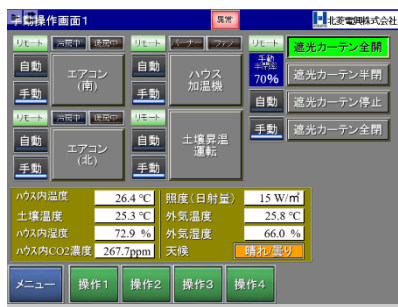 手動操作画面1
異常
北菱電興株式会社
リモート 冷房中 暖房中
リモート バーナー ファン
リモート
遮光カーテン全開
自動
エアコン
(南)
手動
自動
ハウス
加温機
手動
手動
半閉
70%
遮光カーテン半閉
自動
遮光カーテン停止
手動
遮光カーテン全閉
リモート 冷房中 暖房中
リモート
自動
エアコン
(北)
手動
自動
土壌昇温
運転
手動
ハウス内温度 26.4 ℃ 照度(日射量) 15 W/㎡
土壌温度 25.3 ℃ 外気温度 25.8 ℃
ハウス内湿度 72.9 % 外気湿度 66.0 %
ハウス内CO2濃度 267.7ppm 天候 晴れ/曇り
メニュー 操作1 操作2 操作3 操作4